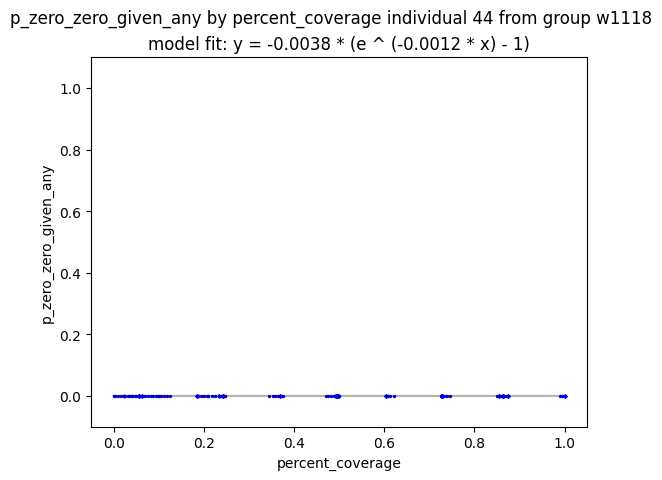 p_zero_zero_given_any by percent_coverage individual 44 from group w1118
model fit: y = -0.0038 * (e ^ (-0.0012 * x) - 1)
1.0
0.8
0.6
0.4
0.2
0.0
p_zero_zero_given_any
0.0 0.2 0.4 0.6 0.8 1.0
percent_coverage